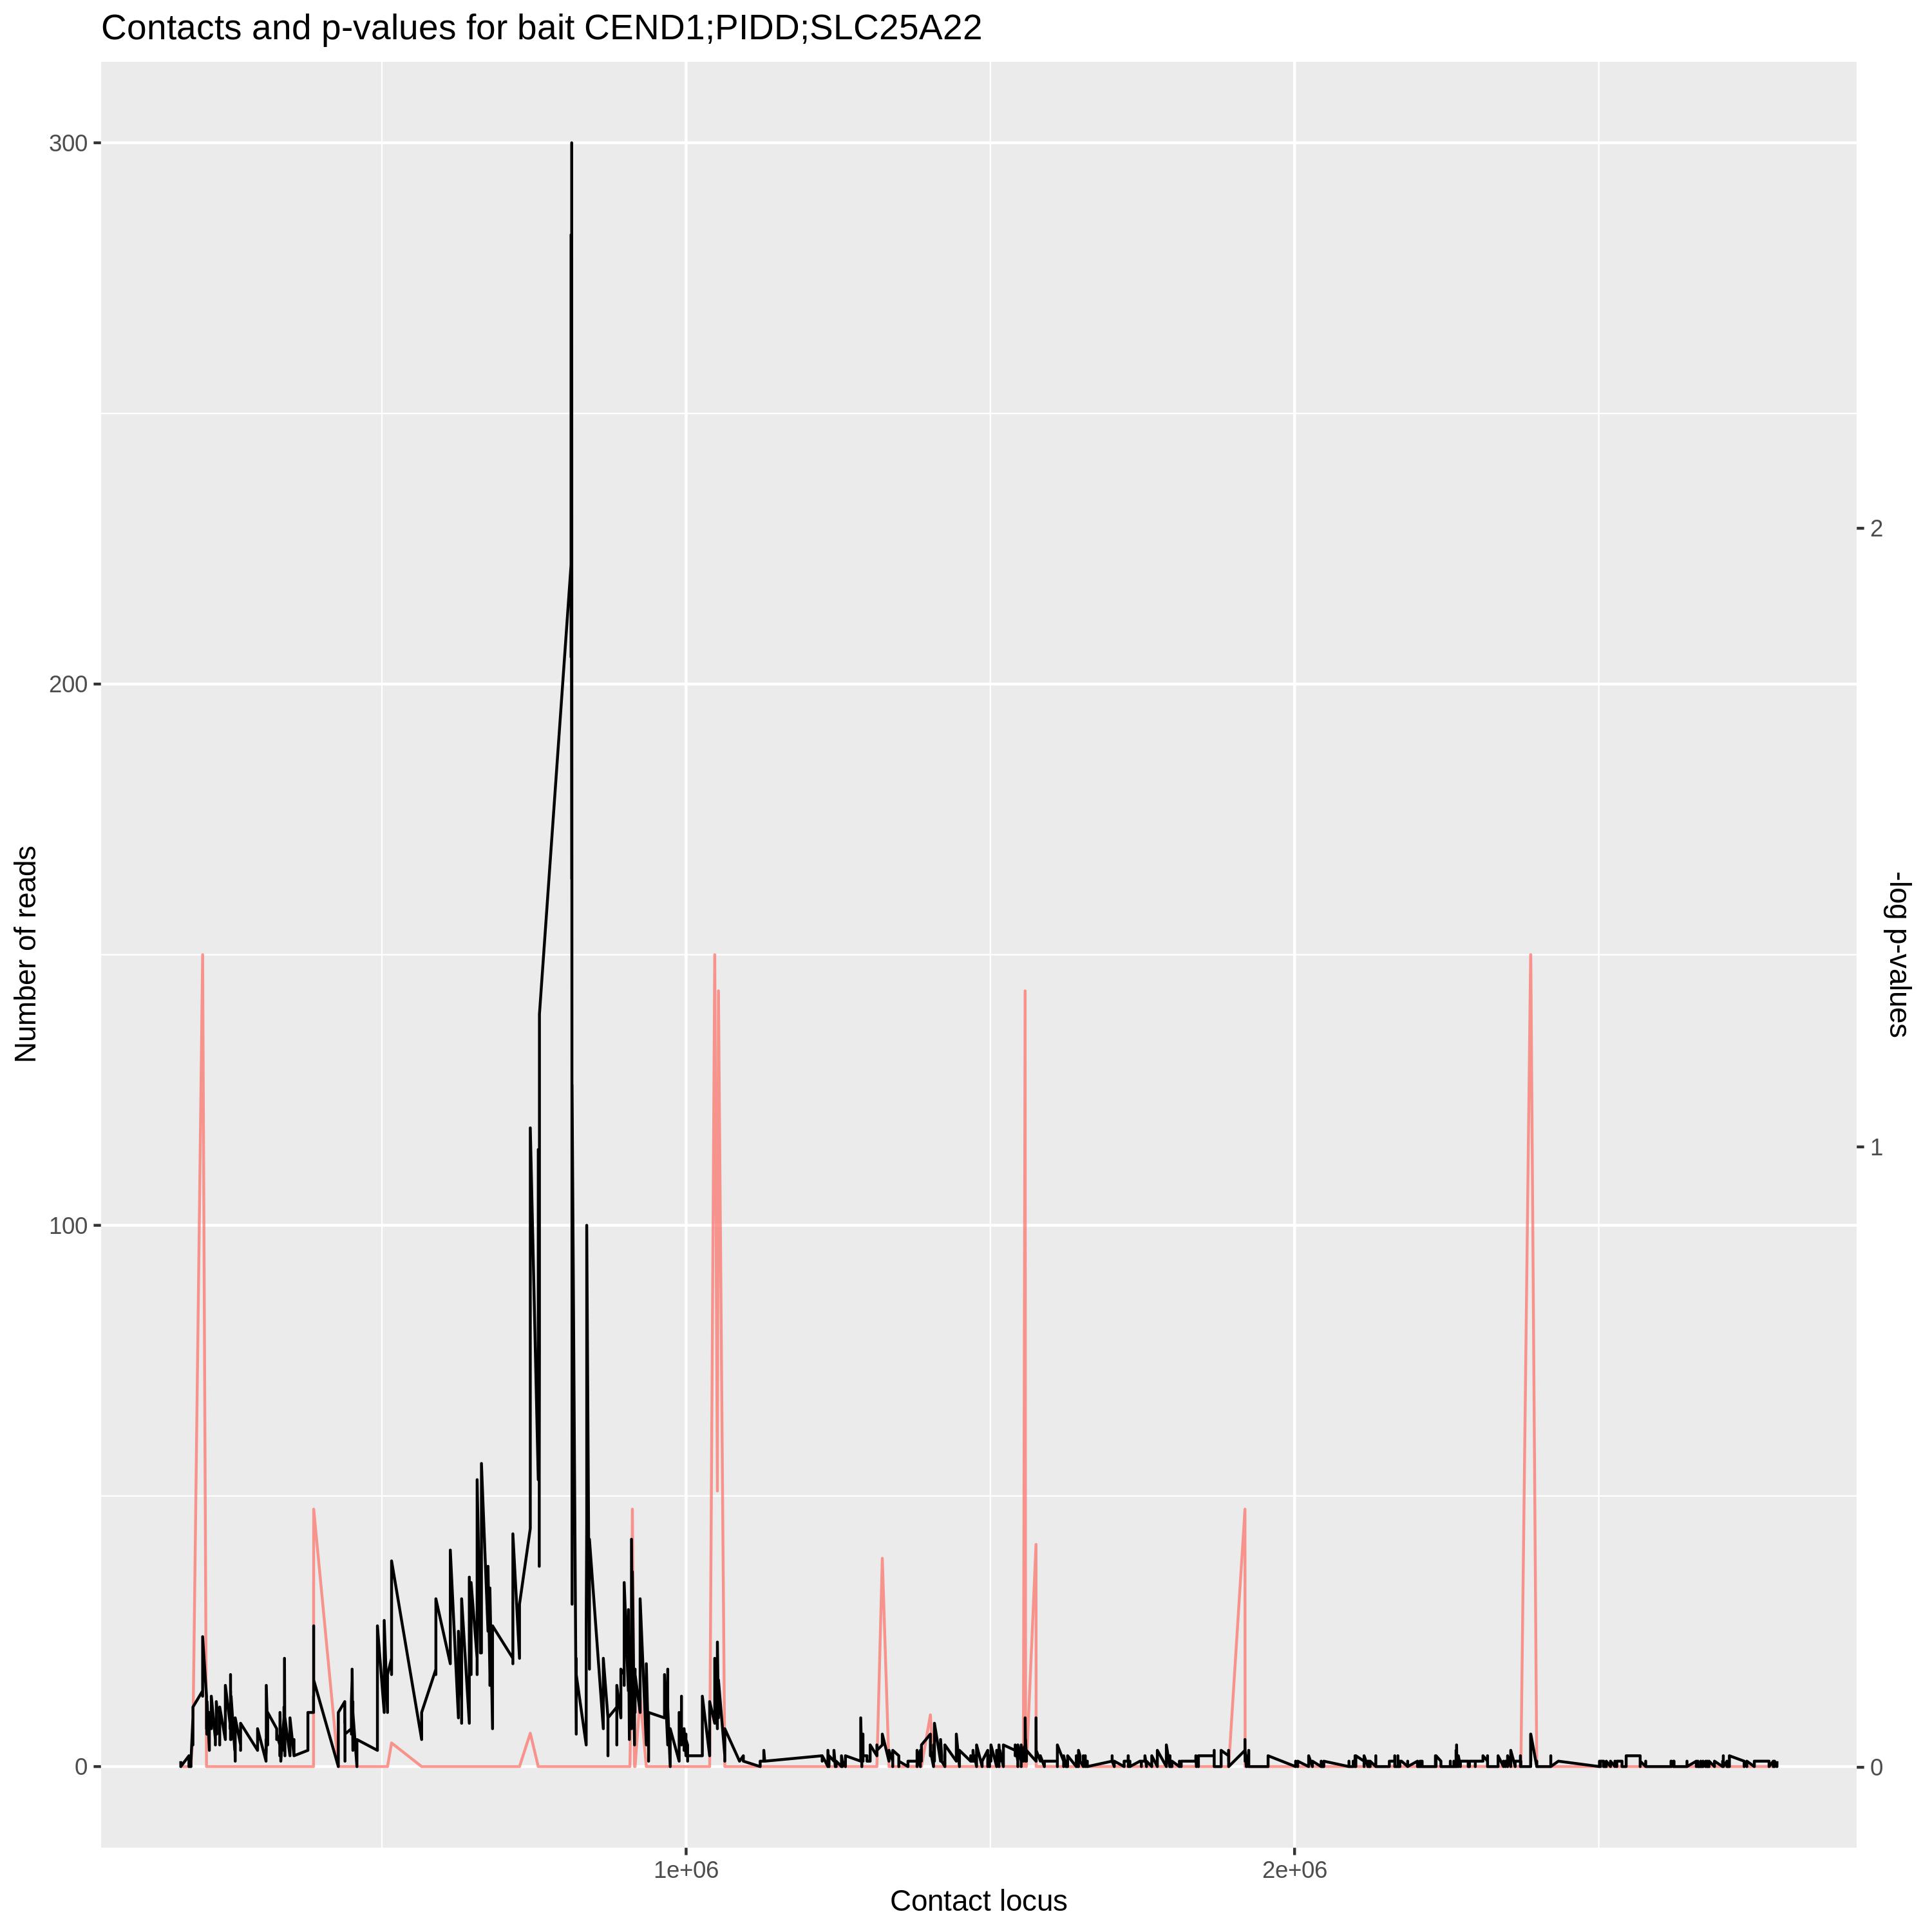 Contacts and p-values for bait CEND1;PIDD;SLC25A22
300
200
100
0
Number of reads
2
1
0
-log p-values
1e+06
2e+06
Contact locus